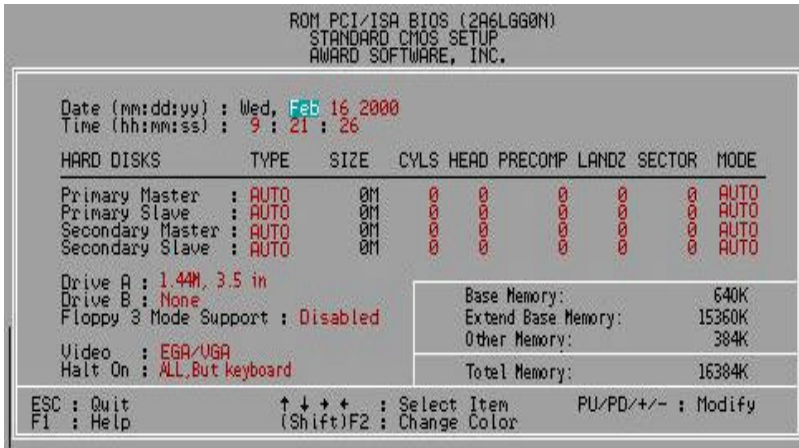 ROM PCI/ISA BIOS (2A6LGG0N)
STANDARD CMOS SETUP
AWARD SOFTWARE, INC.
Date (mm:dd:yy) : Wed, Feb 16 2000
Time (hh:mm:ss) : 9 : 21 : 26
HARD DISKS TYPE SIZE CYLS HEAD PRECOMP LANDZ SECTOR MODE
Primary Master : AUTO 0M 0 0 0 0 0 AUTO
Primary Slave : AUTO 0M 0 0 0 0 0 AUTO
Secondary Master : AUTO 0M 0 0 0 0 0 AUTO
Secondary Slave : AUTO 0M 0 0 0 0 0 AUTO
Drive A : 1.44M, 3.5 in
Drive B : None
Floppy 3 Mode Support : Disabled
Video : EGA/VGA
Halt On : ALL,But keyboard
Base Memory: 640K
Extend Base Memory: 15360K
Other Memory: 384K
Total Memory: 16384K
ESC : Quit ↑ ↓ → ← : Select Item PU/PD/+/- : Modify
F1 : Help (Shift)F2 : Change Color